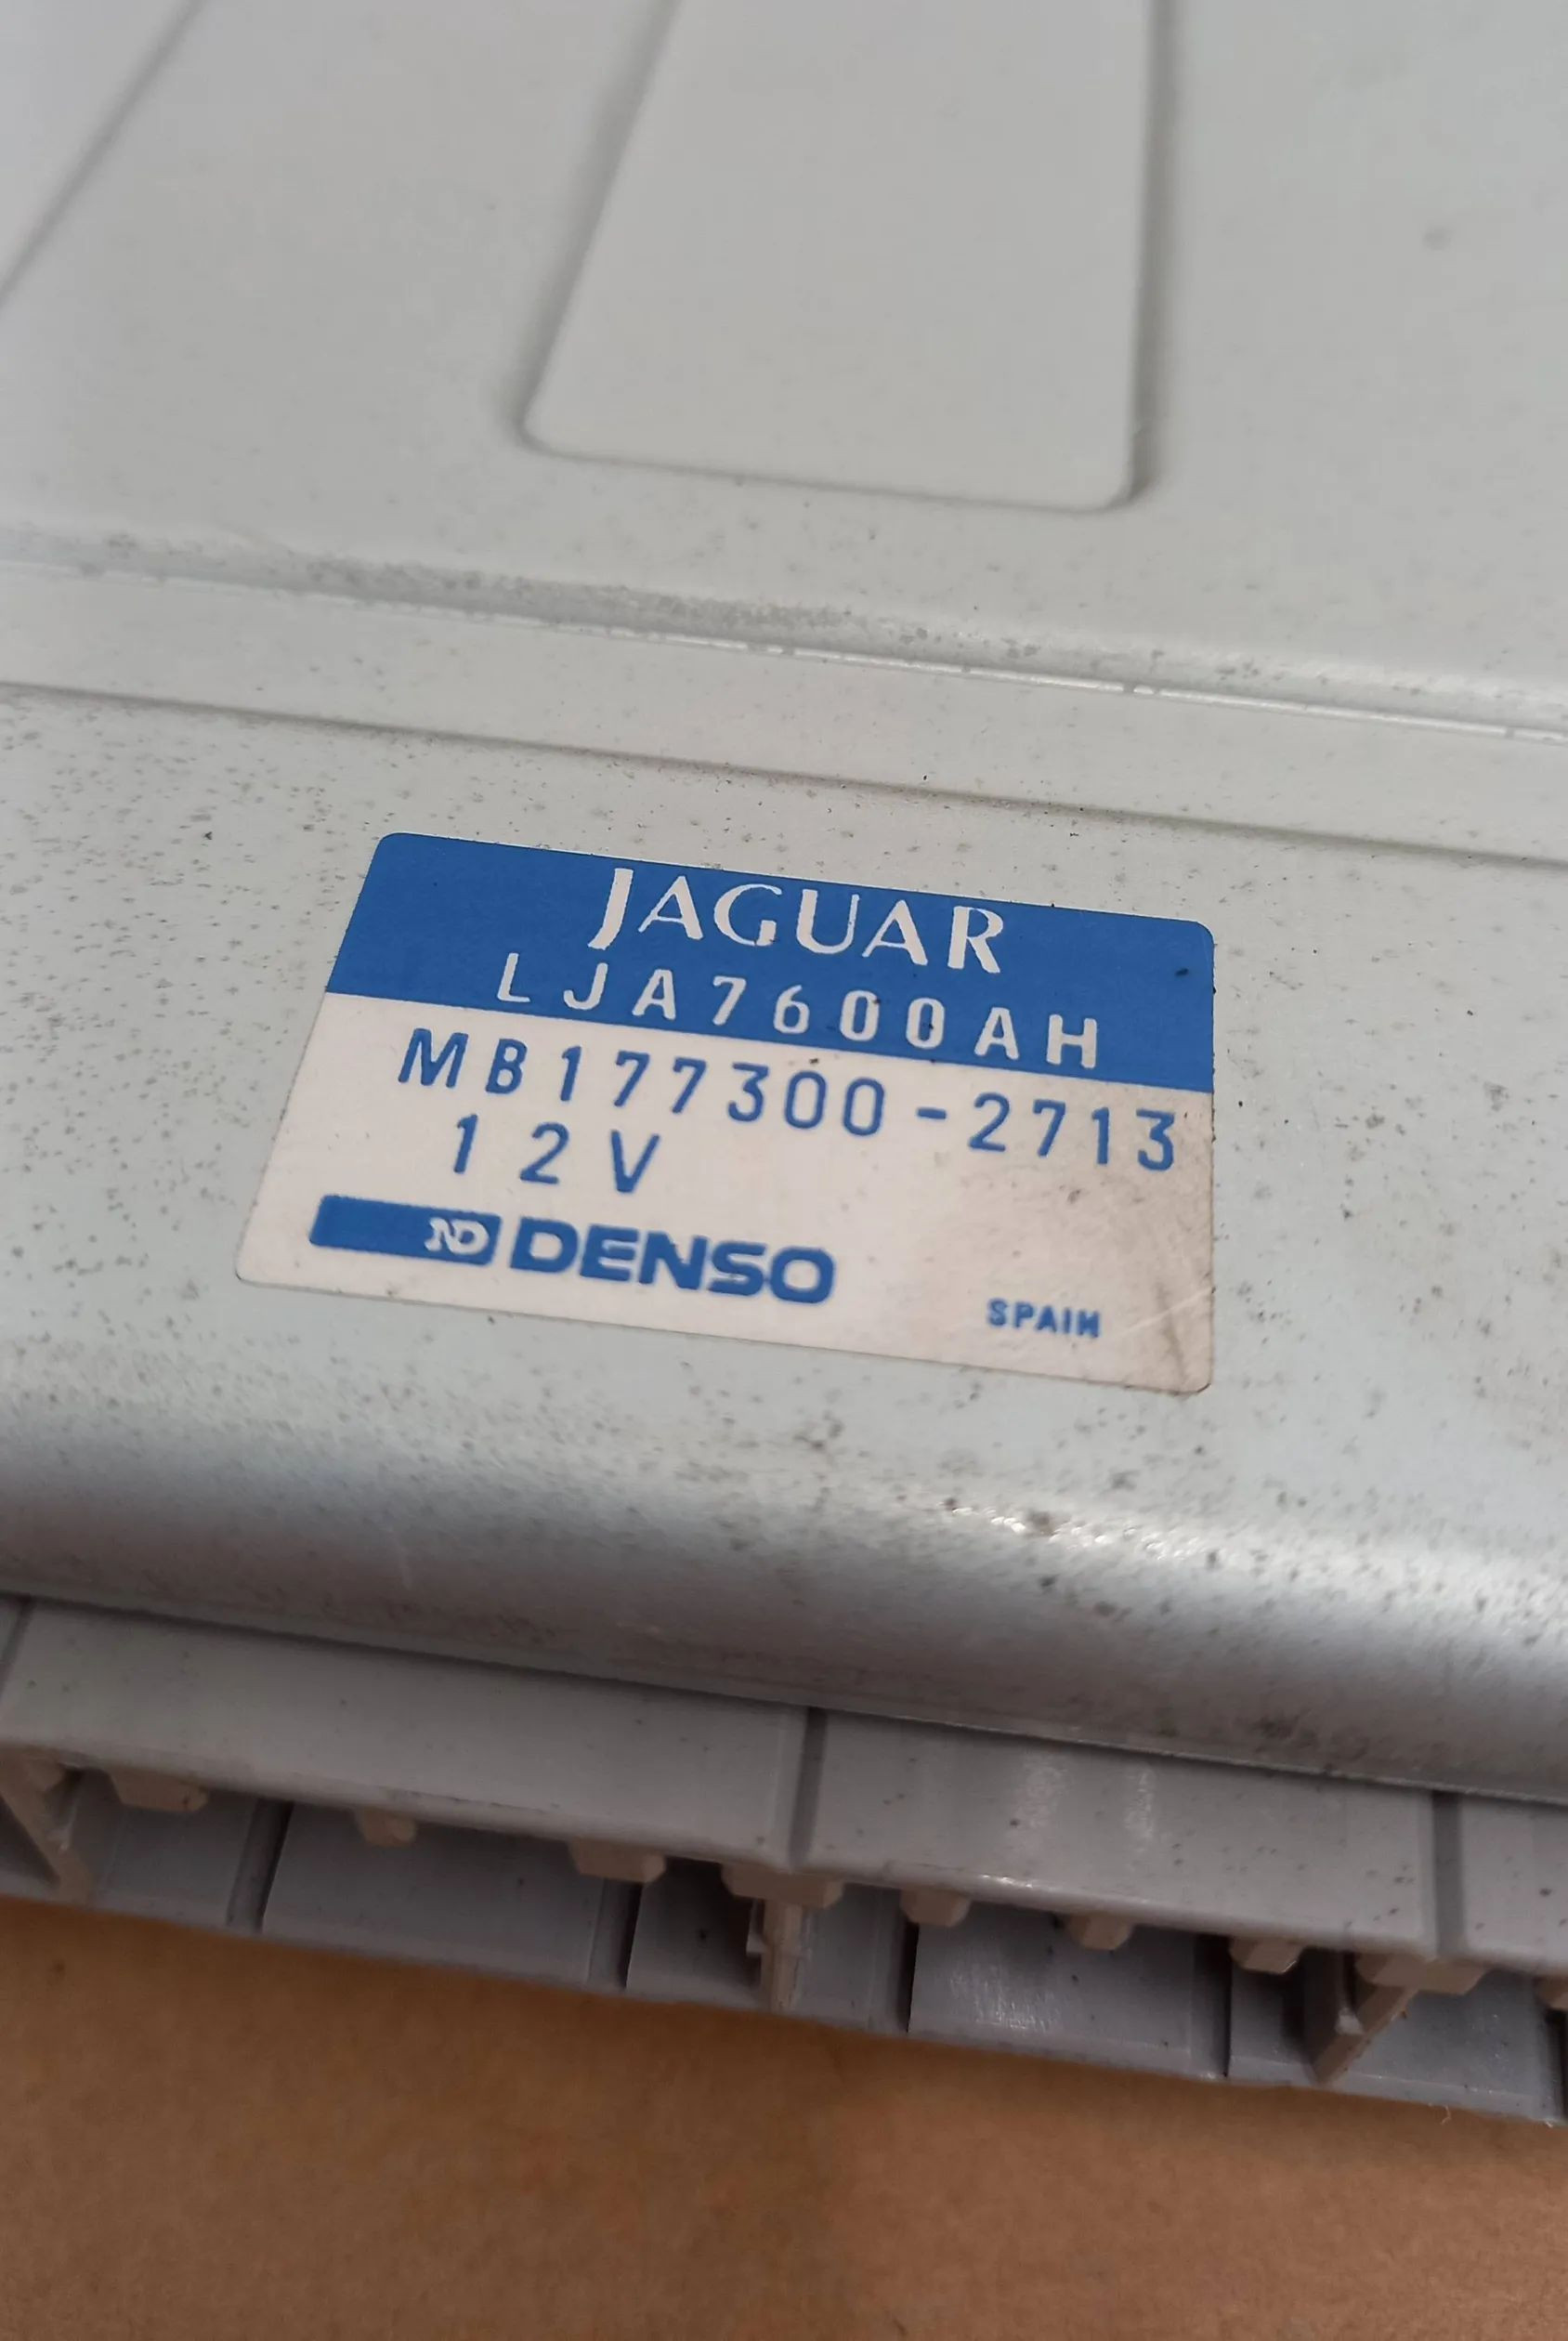 JAGUAR
LJA7600AH
MB177300-2713
12V
ND DENSO
SPAIN